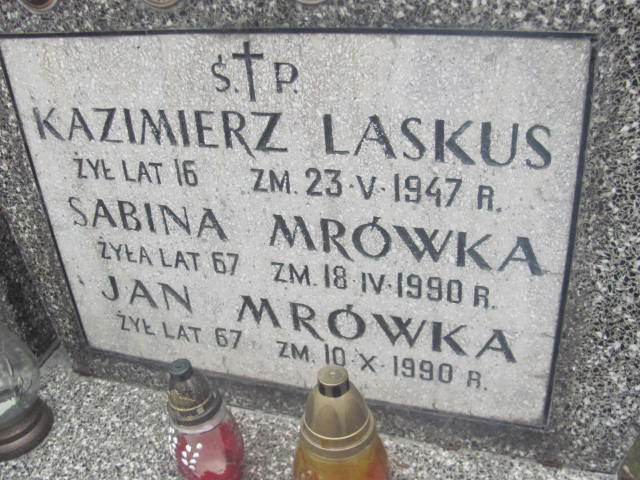 Ś.†P.
KAZIMIERZ LASKUS
ŻYŁ LAT 16 ZM. 23·V·1947 R.
SABINA MRÓWKA
ŻYŁA LAT 67 ZM. 18·IV·1990 R.
JAN MRÓWKA
ŻYŁ LAT 67 ZM. 10·X·1990 R.